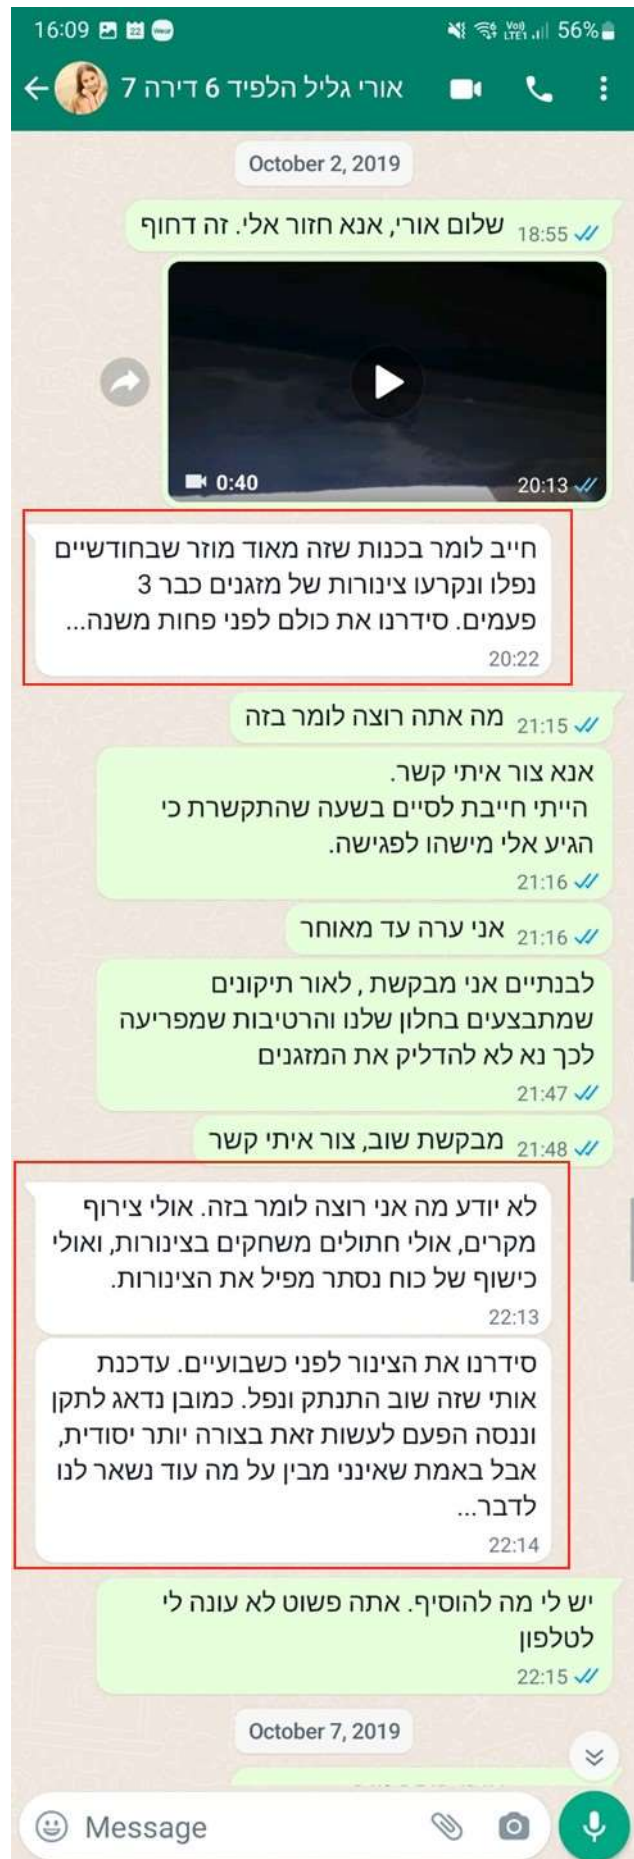 16:09 56%
אורי גליל הלפיד 6 דירה 7
October 2, 2019
שלום אורי, אנא חזור אלי. זה דחוף
18:55
0:40 20:13
חייב לומר בכנות שזה מאוד מוזר שבחודשיים
נפלו ונקרעו צינורות של מזגנים כבר 3
פעמים. סידרנו את כולם לפני פחות משנה...
20:22
מה אתה רוצה לומר בזה
21:15
אנא צור איתי קשר.
הייתי חייבת לסיים בשעה שהתקשרת כי
הגיע אלי מישהו לפגישה.
21:16
אני ערה עד מאוחר
21:16
לבנתיים אני מבקשת , לאור תיקונים
שמתבצעים בחלון שלנו והרטיבות שמפריעה
לכך נא לא להדליק את המזגנים
21:47
מבקשת שוב, צור איתי קשר
21:48
לא יודע מה אני רוצה לומר בזה. אולי צירוף
מקרים, אולי חתולים משחקים בצינורות, ואולי
כישוף של כוח נסתר מפיל את הצינורות.
22:13
סידרנו את הצינור לפני כשבועיים. עדכנת
אותי שזה שוב התנתק ונפל. כמובן נדאג לתקן
וננסה הפעם לעשות זאת בצורה יותר יסודית,
אבל באמת שאינני מבין על מה עוד נשאר לנו
לדבר...
22:14
יש לי מה להוסיף. אתה פשוט לא עונה לי
לטלפון
22:15
October 7, 2019
Message